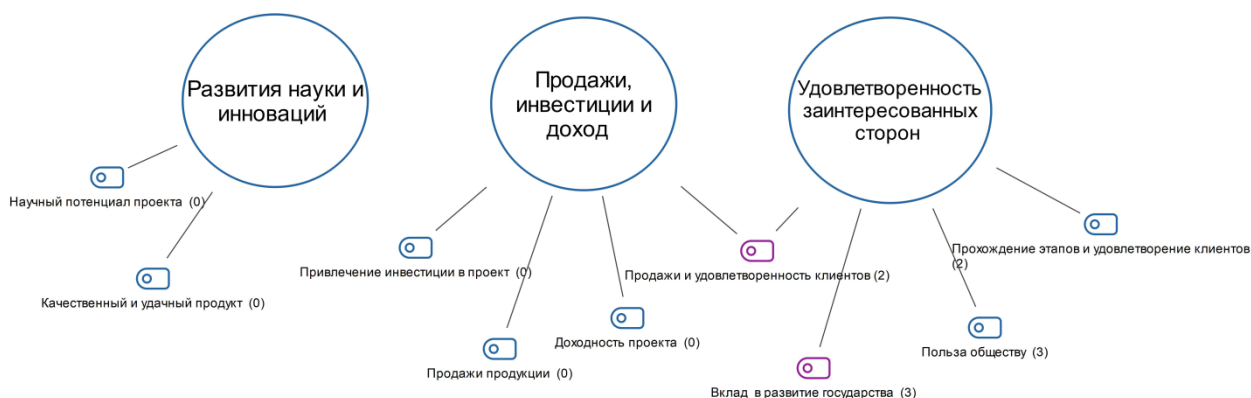 Развития науки и
инноваций
Продажи,
инвестиции и
доход
Удовлетворенность
заинтересованных
сторон
Научный потенциал проекта (0)
Качественный и удачный продукт (0)
Привлечение инвестиции в проект (0)
Продажи продукции (0)
Доходность проекта (0)
Продажи и удовлетворенность клиентов (2)
Вклад в развитие государства (3)
Польза обществу (3)
Прохождение этапов и удовлетворение клиентов
(2)